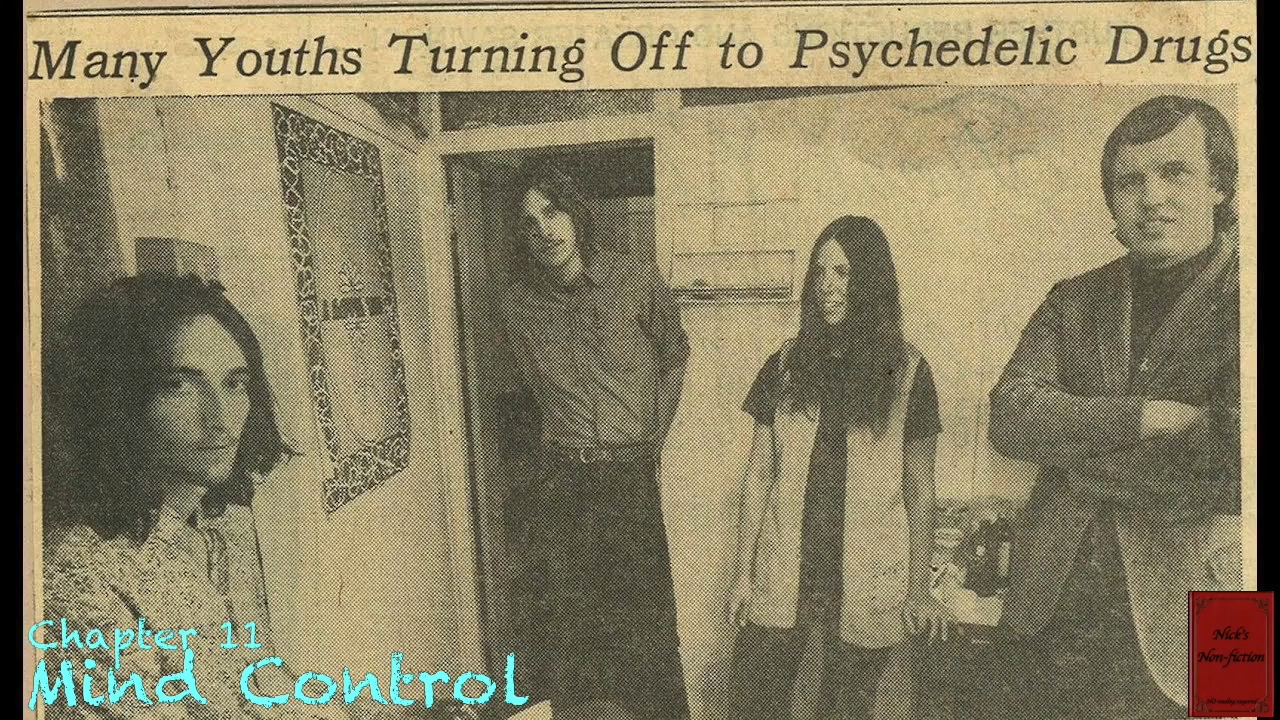 Many Youths Turning Off to Psychedelic Drugs
Chapter 11
Mind Control
Nick's
Non-fiction